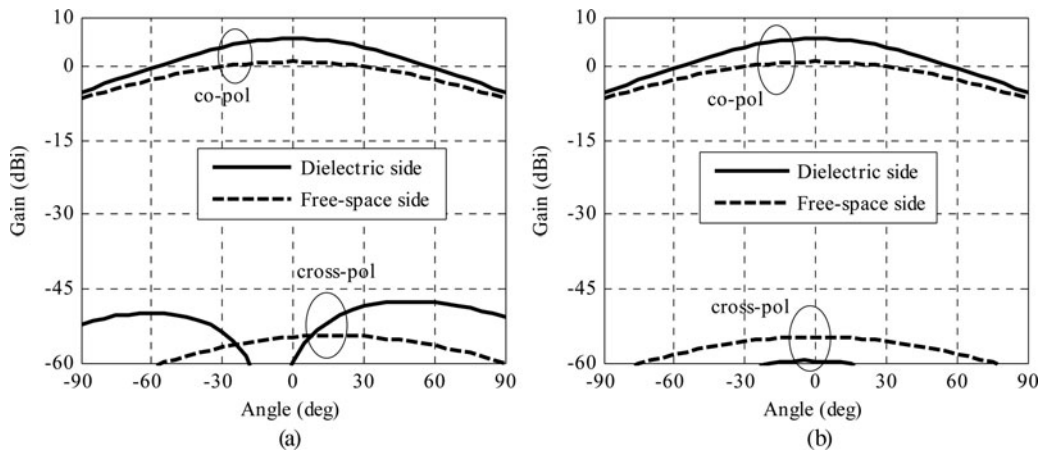 10
0
-15
-30
-45
-60
Gain (dBi)
co-pol
Dielectric side
Free-space side
cross-pol
-90 -60 -30 0 30 60 90
Angle (deg)
(a)
10
0
-15
-30
-45
-60
Gain (dBi)
co-pol
Dielectric side
Free-space side
cross-pol
-90 -60 -30 0 30 60 90
Angle (deg)
(b)